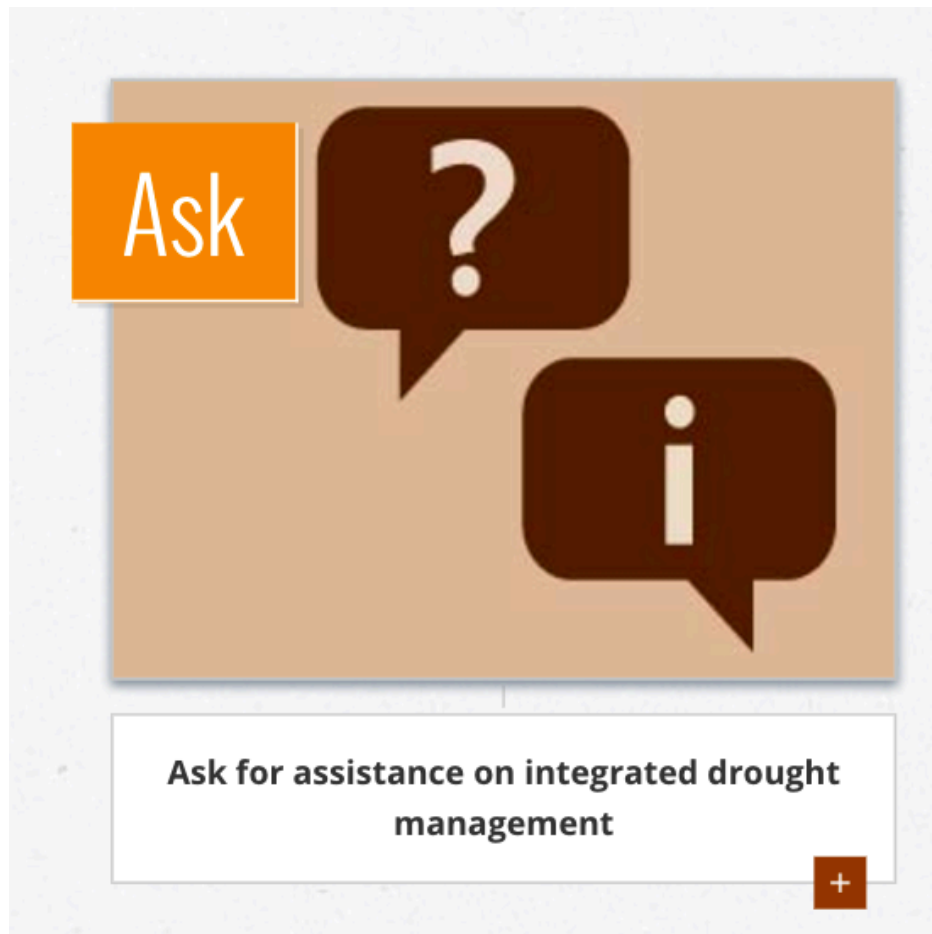 Ask
?
i
Ask for assistance on integrated drought
management
+